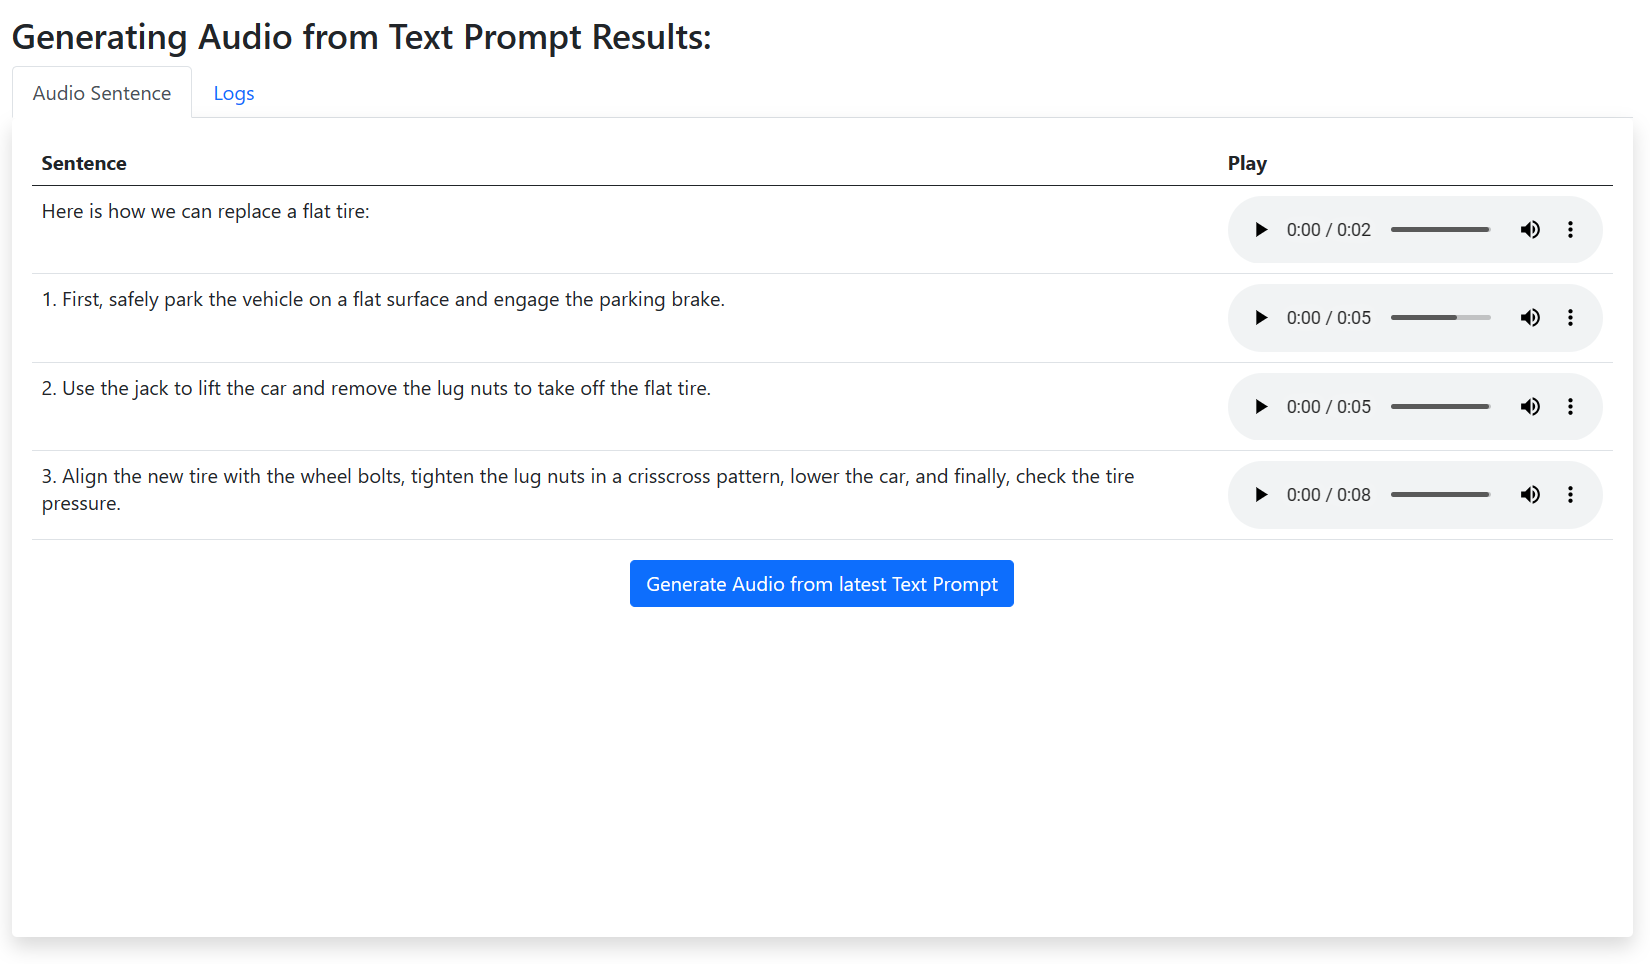 Generating Audio from Text Prompt Results:
Audio Sentence
Logs
Sentence
Play
Here is how we can replace a flat tire:
0:00 / 0:02
1. First, safely park the vehicle on a flat surface and engage the parking brake.
0:00 / 0:05
2. Use the jack to lift the car and remove the lug nuts to take off the flat tire.
0:00 / 0:05
3. Align the new tire with the wheel bolts, tighten the lug nuts in a crisscross pattern, lower the car, and finally, check the tire
pressure.
0:00 / 0:08
Generate Audio from latest Text Prompt